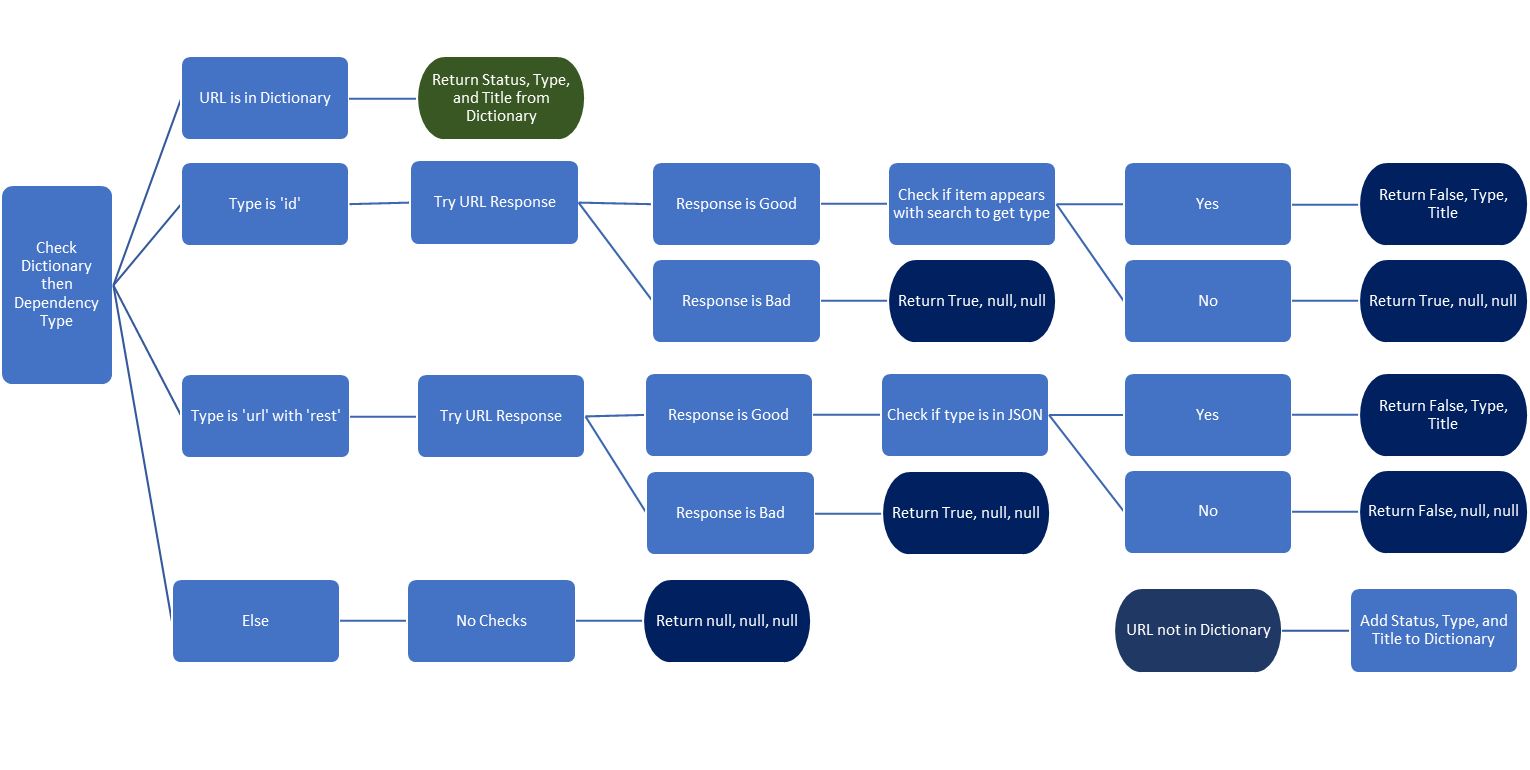 URL is in Dictionary
Return Status, Type,
and Title from
Dictionary
Check
Dictionary
then
Dependency
Type
Type is 'id'
Try URL Response
Response is Good
Check if item appears
with search to get type
Yes
Return False, Type,
Title
Response is Bad
Return True, null, null
No
Return True, null, null
Type is 'url' with 'rest'
Try URL Response
Response is Good
Check if type is in JSON
Yes
Return False, Type,
Title
Response is Bad
Return True, null, null
No
Return False, null, null
Else
No Checks
Return null, null, null
URL not in Dictionary
Add Status, Type, and
Title to Dictionary